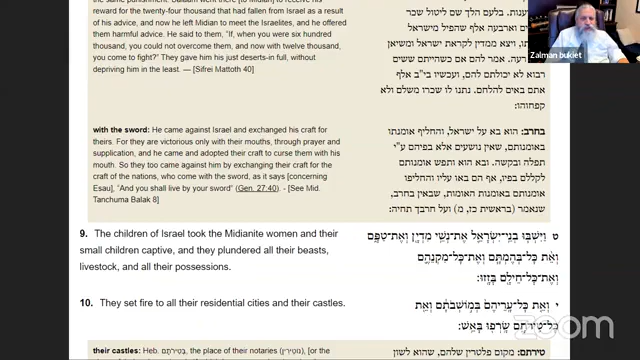 the same punishment. Balaam went there [to Midian] to receive his
reward for the twenty-four thousand that had fallen from Israel as a result
of his advice, and now he left Midian to meet the Israelites, and he offered
them harmful advice. He said to them, “If, when you were six hundred
thousand, you could not overcome them, and now with twelve thousand,
you come to fight?” They gave him his just deserts-in full, without
depriving him in the least. — [Sifrei Mattoth 40]
פורענות. בלעם הלך שם ליטול שכר
וארבעה אלף שהפיל מישראל
ויצא ממדין לקראת ישראל ומשיאן
אמר להם אם כשהייתם ששים
רבוא לא יכולתם להם, ועכשיו בי"ב אלף
אתם באים להלחם. נתנו לו שכרו משלם ולא
קפחוהו:
with the sword: He came against Israel and exchanged his craft for
theirs. For they are victorious only with their mouths, through prayer and
supplication, and he came and adopted their craft to curse them with his
mouth. So they too came against him by exchanging their craft for the
craft of the nations, who come with the sword, as it says [concerning
Esau], “And you shall live by your sword” (Gen. 27:40). - [See Mid.
Tanchuma Balak 8]
בחרב: הוא בא על ישראל, והחליף אומנתו
באומנותם, שאין נושעים אלא בפיהם ע"י
תפלה ובקשה. ובא הוא ותפש אומנותם
לקללם בפיו, אף הם באו עליו והחליפו
אומנותם באומנות האומות, שבאין בחרב,
שנאמר (בראשית כז, מ) ועל חרבך תחיה:
9. The children of Israel took the Midianite women and their
small children captive, and they plundered all their beasts,
livestock, and all their possessions.
ט וַיִּשְׁבּ֧וּ בְנֵי־יִשְׂרָאֵ֛ל אֶת־נְשֵׁ֥י מִדְיָ֖ן וְאֶת־טַפָּ֑ם
וְאֵ֨ת כָּל־בְּהֶמְתָּ֧ם וְאֶת־כָּל־מִקְנֵהֶ֛ם
וְאֶת־כָּל־חֵילָ֖ם בָּזָֽזוּ:
10. They set fire to all their residential cities and their castles.
י וְאֵ֤ת כָּל־עָרֵיהֶם֙ בְּמ֣וֹשְׁבֹתָ֔ם וְאֵ֖ת
כָּל־טִֽירֹתָ֑ם שָׂרְפ֖וּ בָּאֵֽשׁ:
their castles: Heb. טִירֹתָם, the place of their notaries (נוטירין), [or the
מקום פלטרין שלהם, שהוא לשון
Zalman bukiet
LIVE
zoom